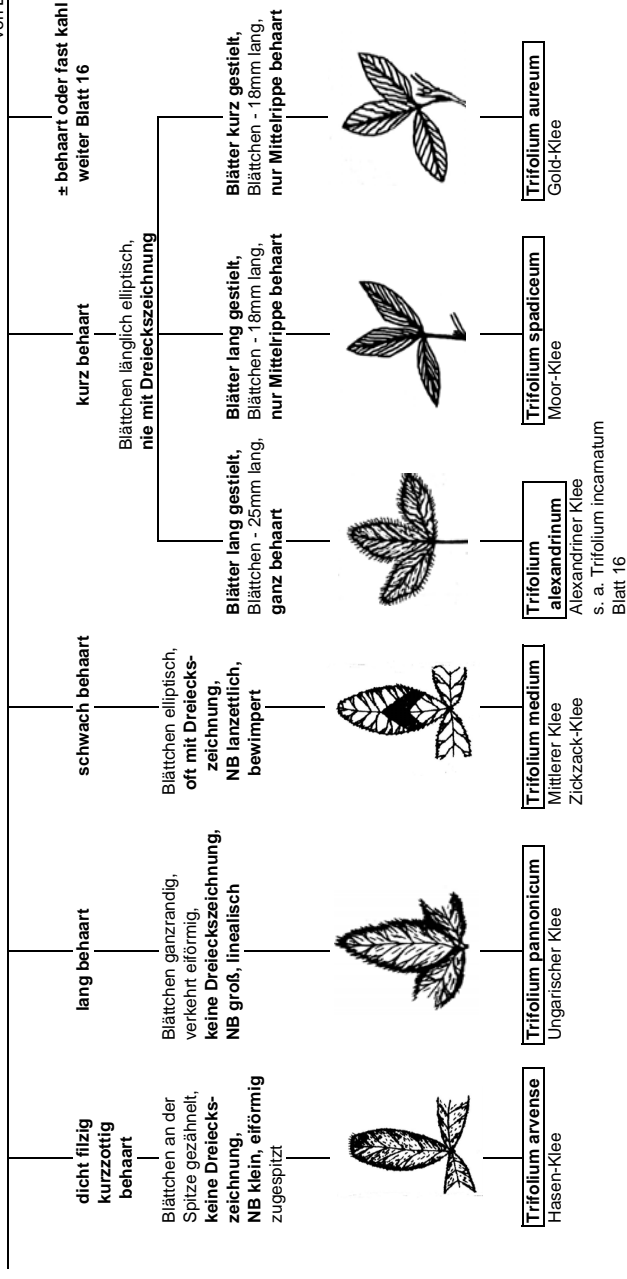 dicht filzig
kurzzottig
behaart
Blättchen an der
Spitze gezähnelt,
keine Dreiecks-
zeichnung,
NB klein, eiförmig
zugespitzt
Trifolium arvense
Hasen-Klee
lang behaart
Blättchen ganzrandig,
verkehrt eiförmig,
keine Dreieckszeichnung,
NB groß, linealisch
Trifolium pannonicum
Ungarischer Klee
schwach behaart
Blättchen elliptisch,
oft mit Dreiecks-
zeichnung,
NB lanzettlich,
bewimpert
Trifolium medium
Mittlerer Klee
Zickzack-Klee
kurz behaart
Blättchen länglich elliptisch,
nie mit Dreieckszeichnung
Blätter lang gestielt,
Blättchen - 25mm lang,
ganz behaart
Trifolium
alexandrinum
Alexandriner Klee
s. a. Trifolium incarnatum
Blatt 16
Blätter lang gestielt,
Blättchen - 18mm lang,
nur Mittelrippe behaart
Trifolium spadiceum
Moor-Klee
Blätter kurz gestielt,
Blättchen - 18mm lang,
nur Mittelrippe behaart
Trifolium aureum
Gold-Klee
± behaart oder fast kahl
weiter Blatt 16